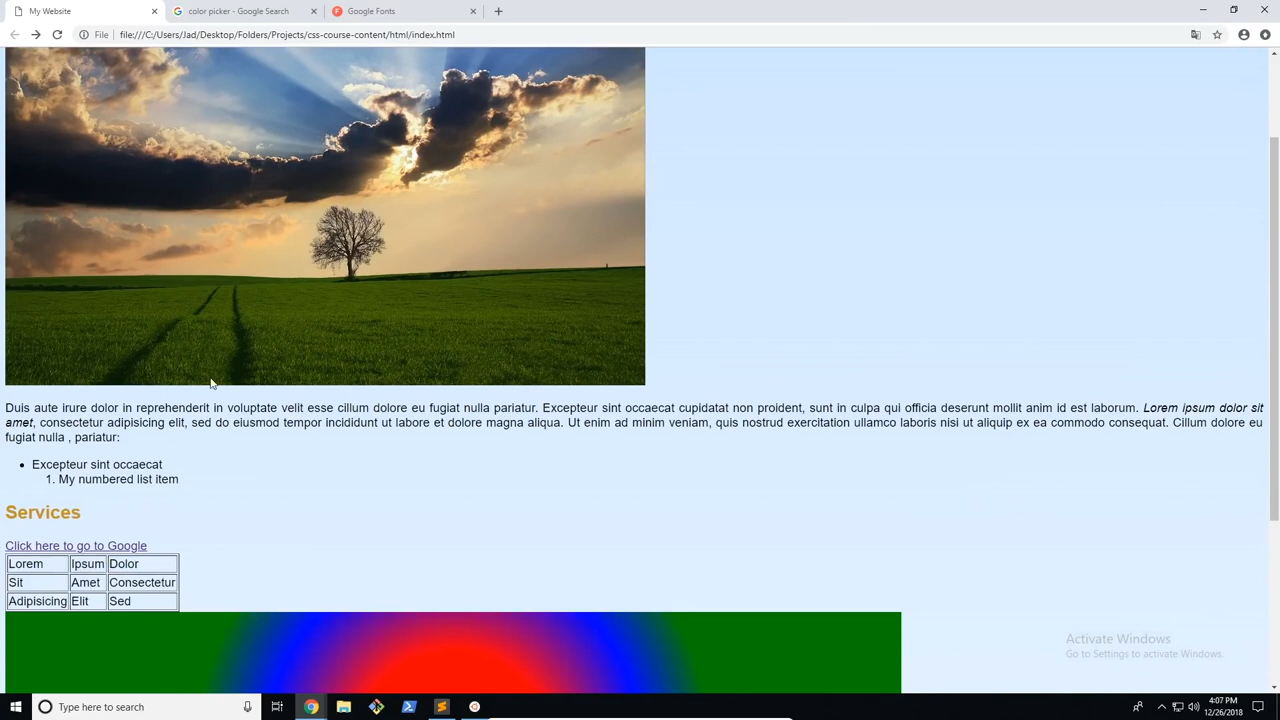 My Website
color picker - Google Search
Google Fonts
File
file:///C:/Users/Jad/Desktop/Folders/Projects/css-course-content/html/index.html
Duis aute irure dolor in reprehenderit in voluptate velit esse cillum dolore eu fugiat nulla pariatur. Excepteur sint occaecat cupidatat non proident, sunt in culpa qui officia deserunt mollit anim id est laborum. Lorem ipsum dolor sit
amet, consectetur adipisicing elit, sed do eiusmod tempor incididunt ut labore et dolore magna aliqua. Ut enim ad minim veniam, quis nostrud exercitation ullamco laboris nisi ut aliquip ex ea commodo consequat. Cillum dolore eu
fugiat nulla , pariatur:
• Excepteur sint occaecat
1. My numbered list item
Services
Click here to go to Google
Lorem Ipsum Dolor
Sit Amet Consectetur
Adipisicing Elit Sed
Activate Windows
Go to Settings to activate Windows.
Type here to search
4:07 PM
12/26/2018